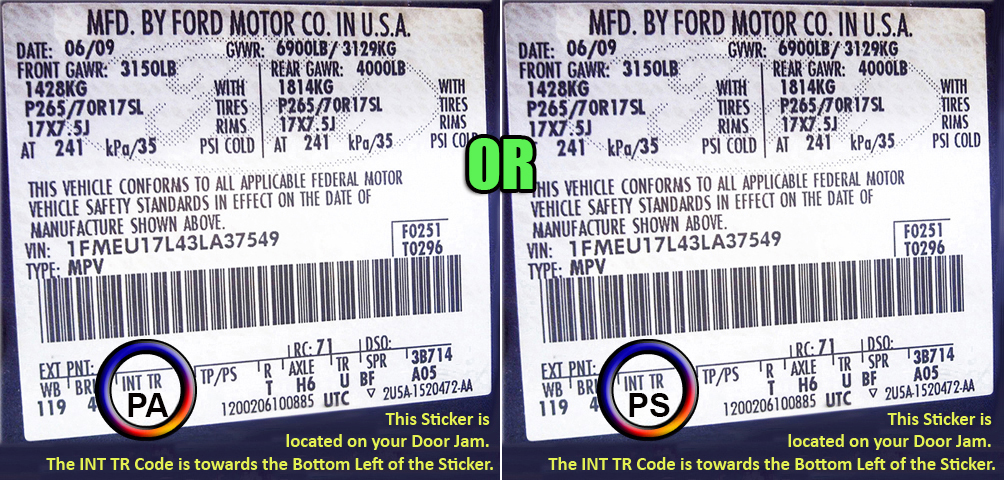 MFD. BY FORD MOTOR CO. IN U.S.A.
DATE: 06/09 GVWR: 6900LB/ 3129KG
FRONT GAWR: 3150LB REAR GAWR: 4000LB
1428KG WITH 1814KG WITH
P265/70R17SL TIRES P265/70R17SL TIRES
17X7.5J RIMS 17X7.5J RIMS
AT 241 kPa/35 PSI COLD AT 241 kPa/35 PSI COL
THIS VEHICLE CONFORMS TO ALL APPLICABLE FEDERAL MOTOR
VEHICLE SAFETY STANDARDS IN EFFECT ON THE DATE OF
MANUFACTURE SHOWN ABOVE.
F0251
VIN: 1FMEU17L43LA37549
T0296
TYPE: MPV
EXT PNT: RC: 71 DSO:
WB BR INT TR TP/PS R AXLE TR SPR 3B714
119 4 PA T H6 U BF A05
1200206100885 UTC ▽ 2U5A-1520472-AA
This Sticker is
located on your Door Jam.
The INT TR Code is towards the Bottom Left of the Sticker.
OR
MFD. BY FORD MOTOR CO. IN U.S.A.
DATE: 06/09 GVWR: 6900LB/ 3129KG
FRONT GAWR: 3150LB REAR GAWR: 4000LB
1428KG WITH 1814KG WITH
P265/70R17SL TIRES P265/70R17SL TIRES
17X7.5J RIMS 17X7.5J RIMS
241 kPa/35 PSI COLD AT 241 kPa/35 PSI COLD
THIS VEHICLE CONFORMS TO ALL APPLICABLE FEDERAL MOTOR
VEHICLE SAFETY STANDARDS IN EFFECT ON THE DATE OF
MANUFACTURE SHOWN ABOVE.
F0251
VIN: 1FMEU17L43LA37549
T0296
TYPE: MPV
EXT PNT: RC: 71 DSO:
WB BR INT TR TP/PS R AXLE TR SPR 3B714
119 4 PS T H6 U BF A05
1200206100885 UTC ▽ 2U5A-1520472-AA
This Sticker is
located on your Door Jam.
The INT TR Code is towards the Bottom Left of the Sticker.